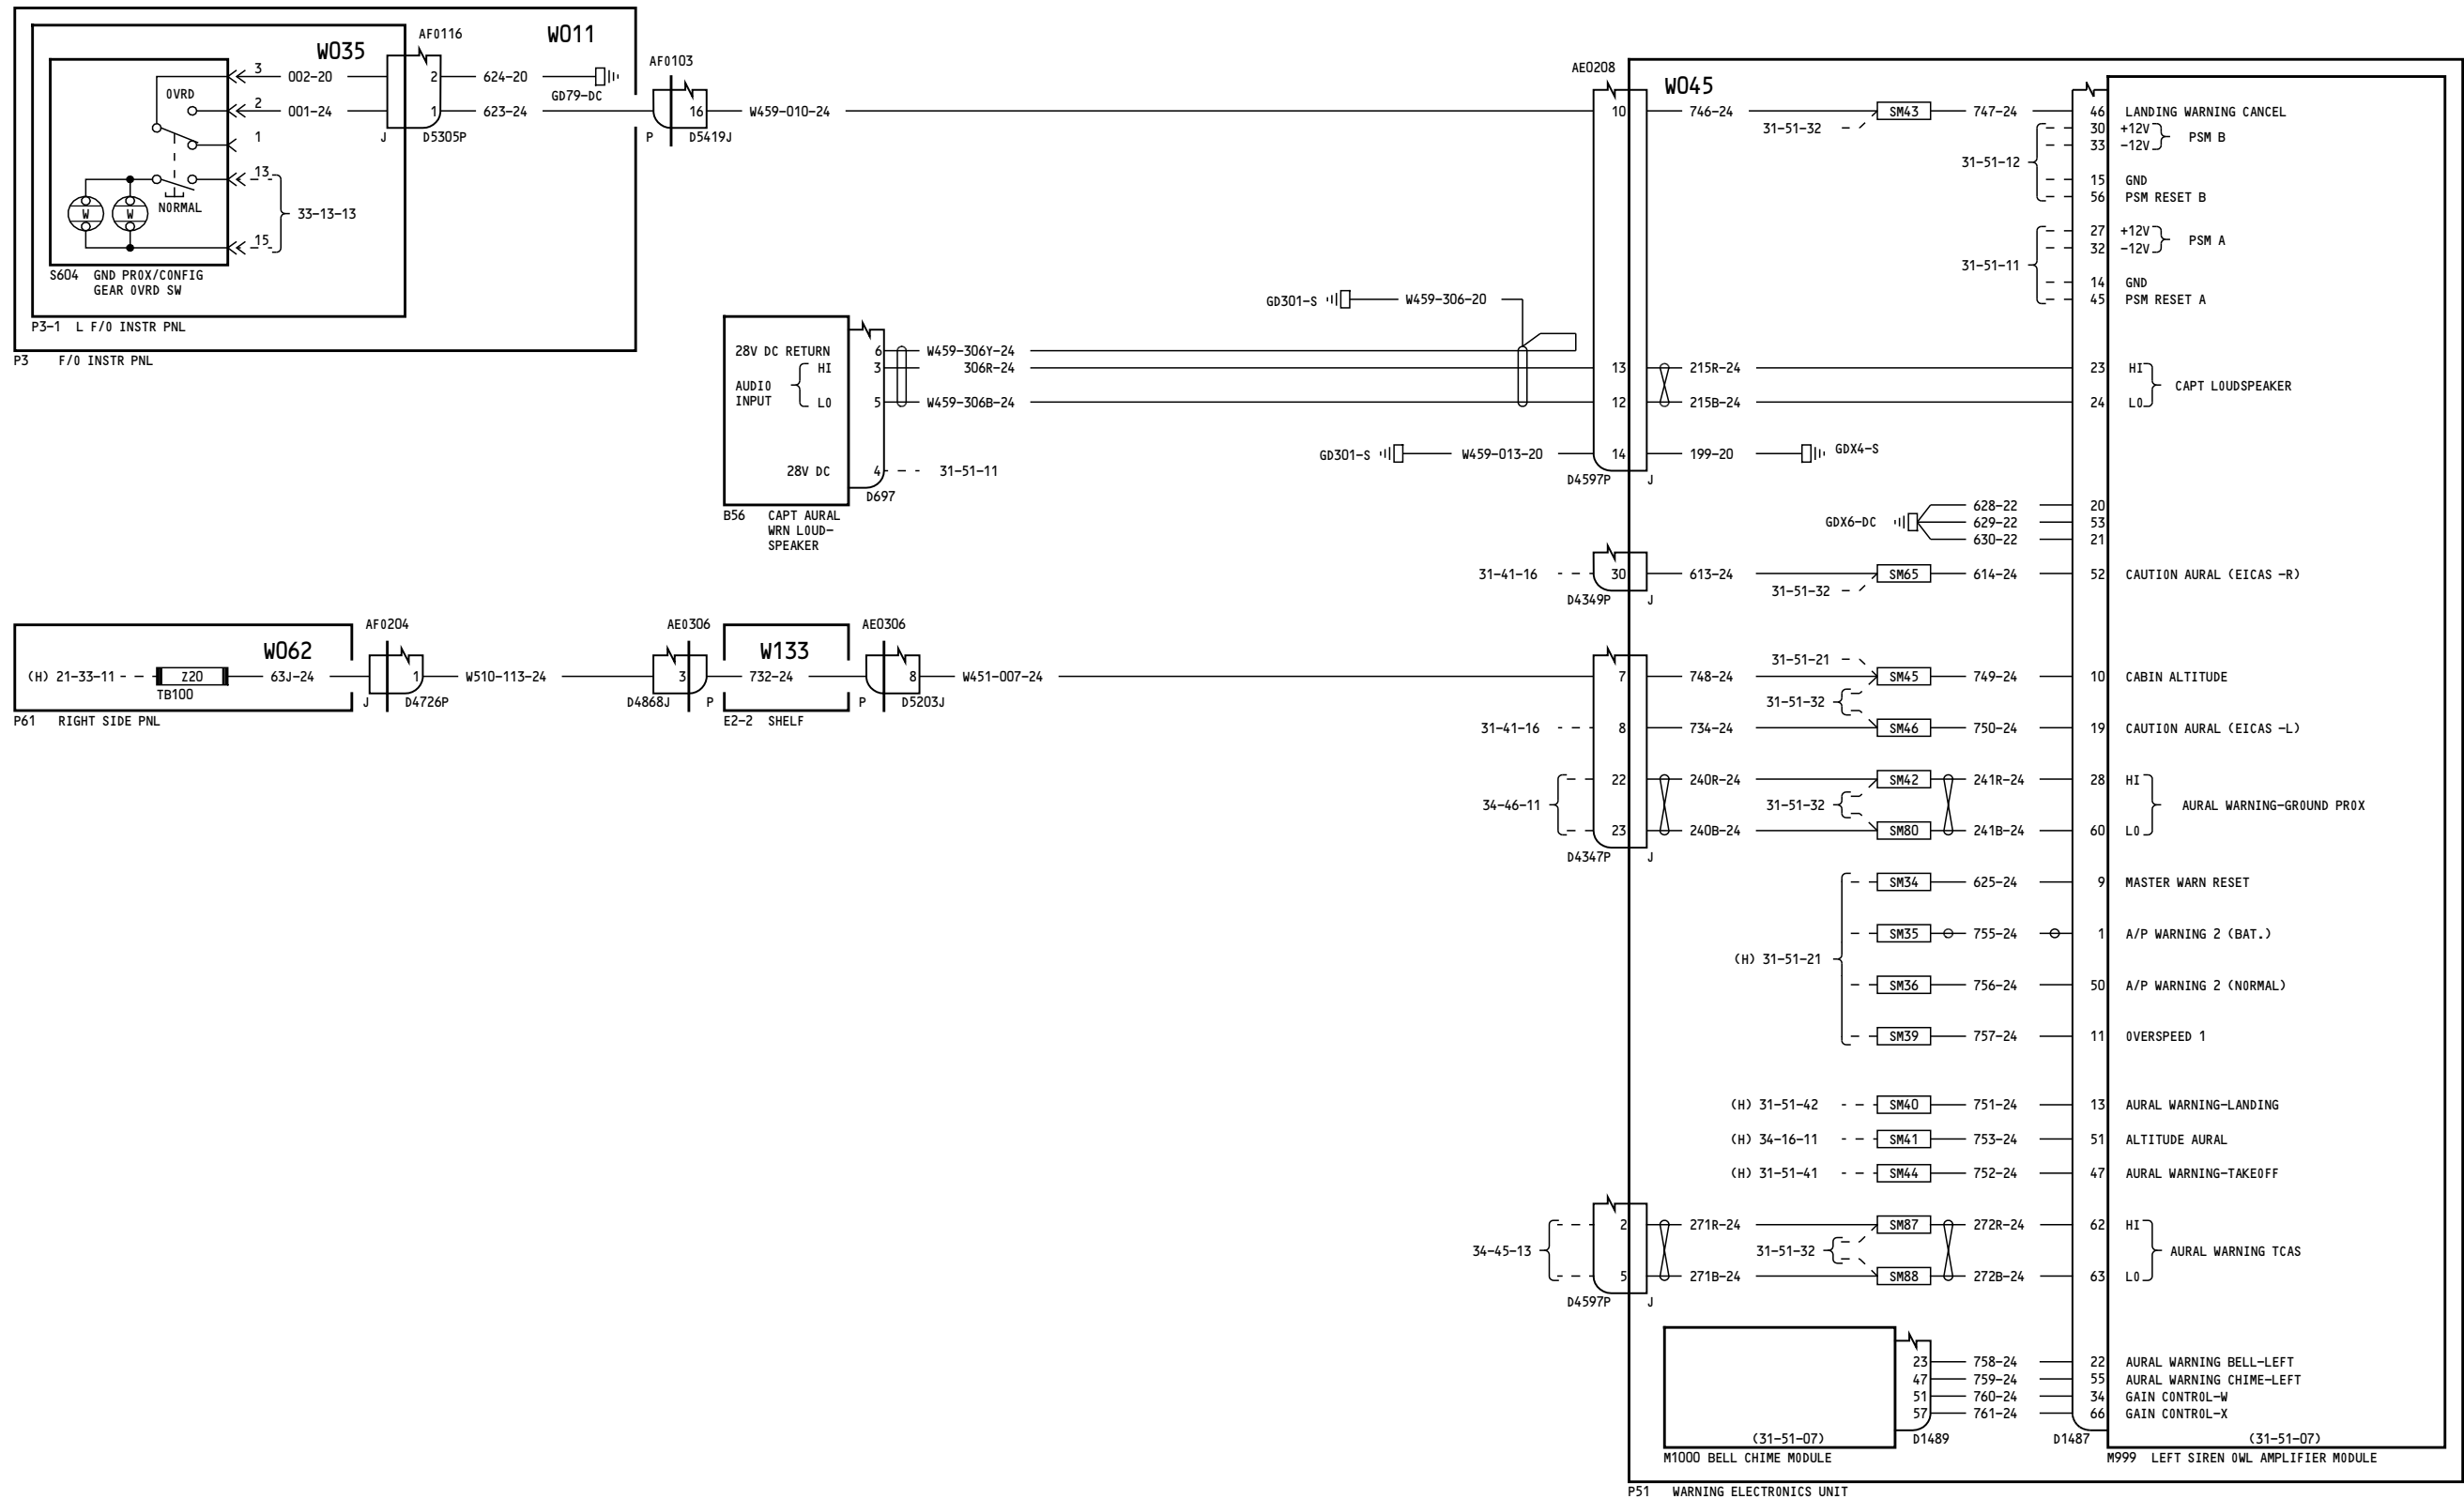 W035
AF0116
W011
3 002-20
2 624-20
GD79-DC
AF0103
OVRD
2 001-24
1 623-24
16 W459-010-24
1
J D5305P
P D5419J
13
NORMAL
W W
33-13-13
15
S604 GND PROX/CONFIG
GEAR OVRD SW
P3-1 L F/O INSTR PNL
P3 F/O INSTR PNL
28V DC RETURN 6 W459-306Y-24
HI 3 306R-24
AUDIO
INPUT
LO 5 W459-306B-24
28V DC 4 31-51-11
D697
B56 CAPT AURAL
WRN LOUD-
SPEAKER
GD301-S W459-306-20
GD301-S W459-013-20
W062
(H) 21-33-11 Z20 63J-24
TB100
P61 RIGHT SIDE PNL
AF0204
1 W510-113-24
J D4726P
AE0306
3
D4868J P
W133
732-24
E2-2 SHELF
AE0306
8 W451-007-24
P D5203J
AE0208
W045
10 746-24 SM43 747-24 46 LANDING WARNING CANCEL
31-51-32
30 +12V
PSM B
33 -12V
31-51-12
15 GND
56 PSM RESET B
27 +12V
PSM A
32 -12V
31-51-11
14 GND
45 PSM RESET A
13 215R-24 23 HI
CAPT LOUDSPEAKER
12 215B-24 24 LO
14 199-20 GDX4-S
D4597P J
628-22 20
GDX6-DC 629-22 53
630-22 21
31-41-16 30 613-24 SM65 614-24 52 CAUTION AURAL (EICAS -R)
31-51-32
D4349P J
31-51-21
7 748-24 SM45 749-24 10 CABIN ALTITUDE
31-51-32
31-41-16 8 734-24 SM46 750-24 19 CAUTION AURAL (EICAS -L)
22 240R-24 SM42 241R-24 28 HI
34-46-11 31-51-32 AURAL WARNING-GROUND PROX
23 240B-24 SM80 241B-24 60 LO
D4347P J
SM34 625-24 9 MASTER WARN RESET
SM35 755-24 1 A/P WARNING 2 (BAT.)
(H) 31-51-21
SM36 756-24 50 A/P WARNING 2 (NORMAL)
SM39 757-24 11 OVERSPEED 1
(H) 31-51-42 SM40 751-24 13 AURAL WARNING-LANDING
(H) 34-16-11 SM41 753-24 51 ALTITUDE AURAL
(H) 31-51-41 SM44 752-24 47 AURAL WARNING-TAKEOFF
2 271R-24 SM87 272R-24 62 HI
34-45-13 31-51-32 AURAL WARNING TCAS
5 271B-24 SM88 272B-24 63 LO
D4597P J
23 758-24 22 AURAL WARNING BELL-LEFT
47 759-24 55 AURAL WARNING CHIME-LEFT
51 760-24 34 GAIN CONTROL-W
57 761-24 66 GAIN CONTROL-X
(31-51-07) D1489 D1487 (31-51-07)
M1000 BELL CHIME MODULE
M999 LEFT SIREN OWL AMPLIFIER MODULE
P51 WARNING ELECTRONICS UNIT